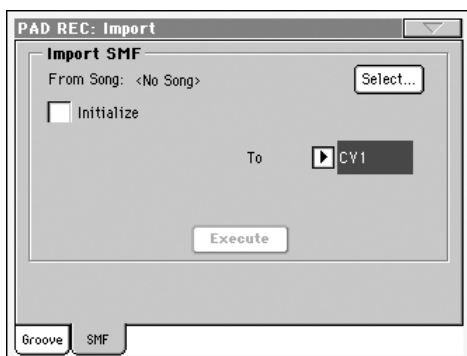 PAD REC: Import
Import SMF
From Song: <No Song> Select...
Initialize
To CV1
Execute
Groove SMF